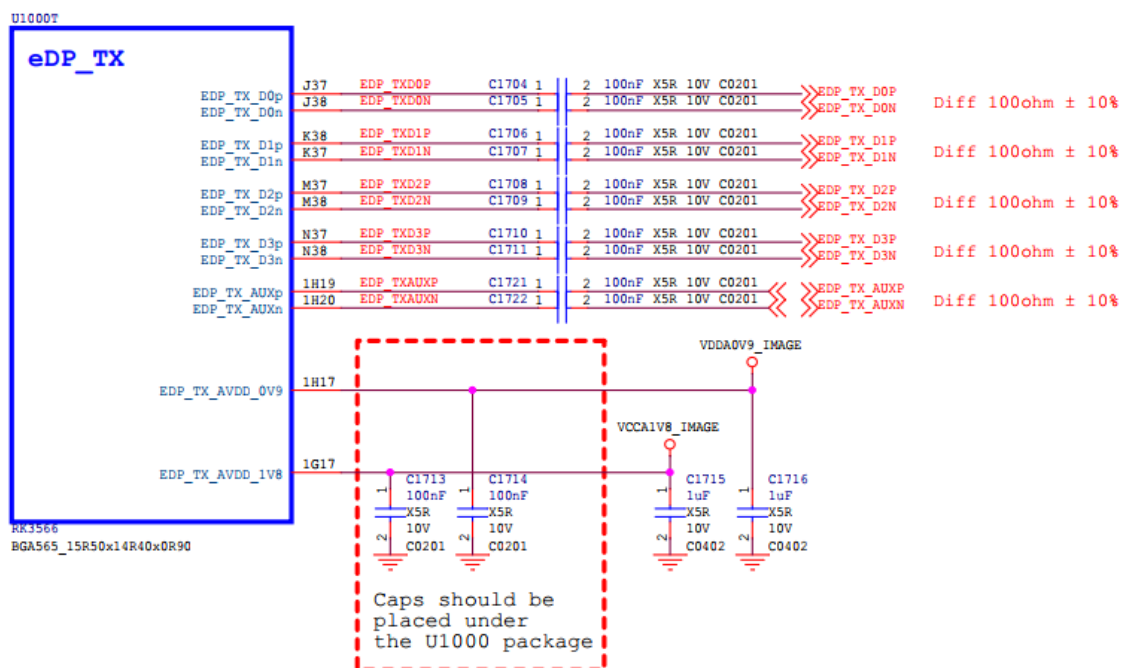 U1000T
eDP_TX
EDP_TX_D0p J37 EDP_TXD0P C1704 1 2 100nF X5R 10V C0201 EDP_TX_D0P
EDP_TX_D0n J38 EDP_TXD0N C1705 1 2 100nF X5R 10V C0201 EDP_TX_D0N
Diff 100ohm ± 10%
EDP_TX_D1p K38 EDP_TXD1P C1706 1 2 100nF X5R 10V C0201 EDP_TX_D1P
EDP_TX_D1n K37 EDP_TXD1N C1707 1 2 100nF X5R 10V C0201 EDP_TX_D1N
Diff 100ohm ± 10%
EDP_TX_D2p M37 EDP_TXD2P C1708 1 2 100nF X5R 10V C0201 EDP_TX_D2P
EDP_TX_D2n M38 EDP_TXD2N C1709 1 2 100nF X5R 10V C0201 EDP_TX_D2N
Diff 100ohm ± 10%
EDP_TX_D3p N37 EDP_TXD3P C1710 1 2 100nF X5R 10V C0201 EDP_TX_D3P
EDP_TX_D3n N38 EDP_TXD3N C1711 1 2 100nF X5R 10V C0201 EDP_TX_D3N
Diff 100ohm ± 10%
EDP_TX_AUXp 1H19 EDP_TXAUXP C1721 1 2 100nF X5R 10V C0201 EDP_TX_AUXP
EDP_TX_AUXn 1H20 EDP_TXAUXN C1722 1 2 100nF X5R 10V C0201 EDP_TX_AUXN
Diff 100ohm ± 10%
VDDA0V9_IMAGE
EDP_TX_AVDD_0V9 1H17
VCCA1V8_IMAGE
EDP_TX_AVDD_1V8 1G17
1 C1713 1 C1714 1 C1715 1 C1716
100nF 100nF 1uF 1uF
X5R X5R X5R X5R
10V 10V 10V 10V
2 C0201 2 C0201 2 C0402 2 C0402
RK3566
BGA565_15R50x14R40x0R90
Caps should be
placed under
the U1000 package